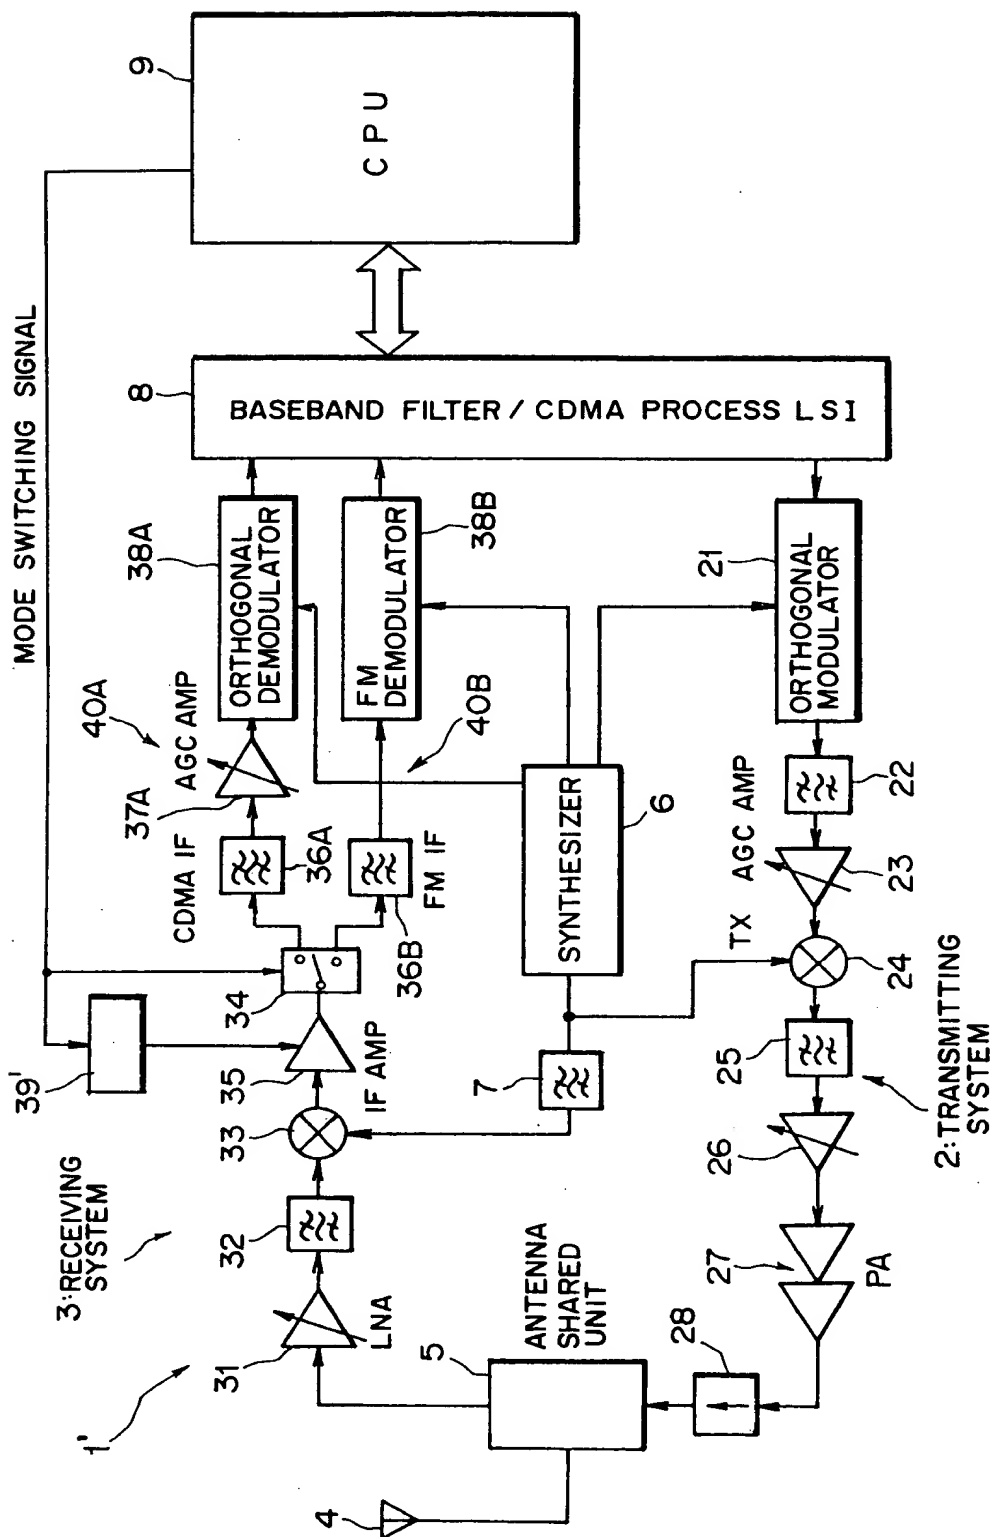 MODE SWITCHING SIGNAL
9
CPU
8
BASEBAND FILTER / CDMA PROCESS LSI
38A
ORTHOGONAL
DEMODULATOR
38B
FM
DEMODULATOR
21
ORTHOGONAL
MODULATOR
40A
AGC AMP
37A
40B
CDMA IF
36A
FM IF
36B
SYNTHESIZER
6
22
AGC AMP
23
TX
24
39'
34
35
IF AMP
33
7
25
2:TRANSMITTING
SYSTEM
3:RECEIVING
SYSTEM
32
26
31
LNA
27
PA
1'
5
ANTENNA
SHARED
UNIT
28
4